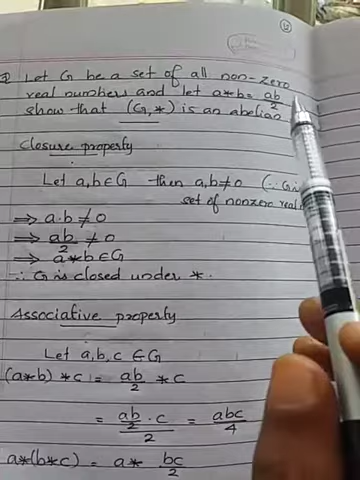 Q Let G be a set of all non-zero
real numbers and let a*b = ab/2
show that (G,*) is an abelian
Closure property
Let a,b∈G then a,b≠0 (∵ G is
set of nonzero real
⇒ a·b≠0
⇒ ab/2 ≠0
⇒ a*b∈G
∵ G is closed under *.
Associative property
Let a,b,c ∈G
(a*b)*c = ab/2 *c
= (ab/2 · c)/2 = abc/4
a*(b*c) = a* bc/2